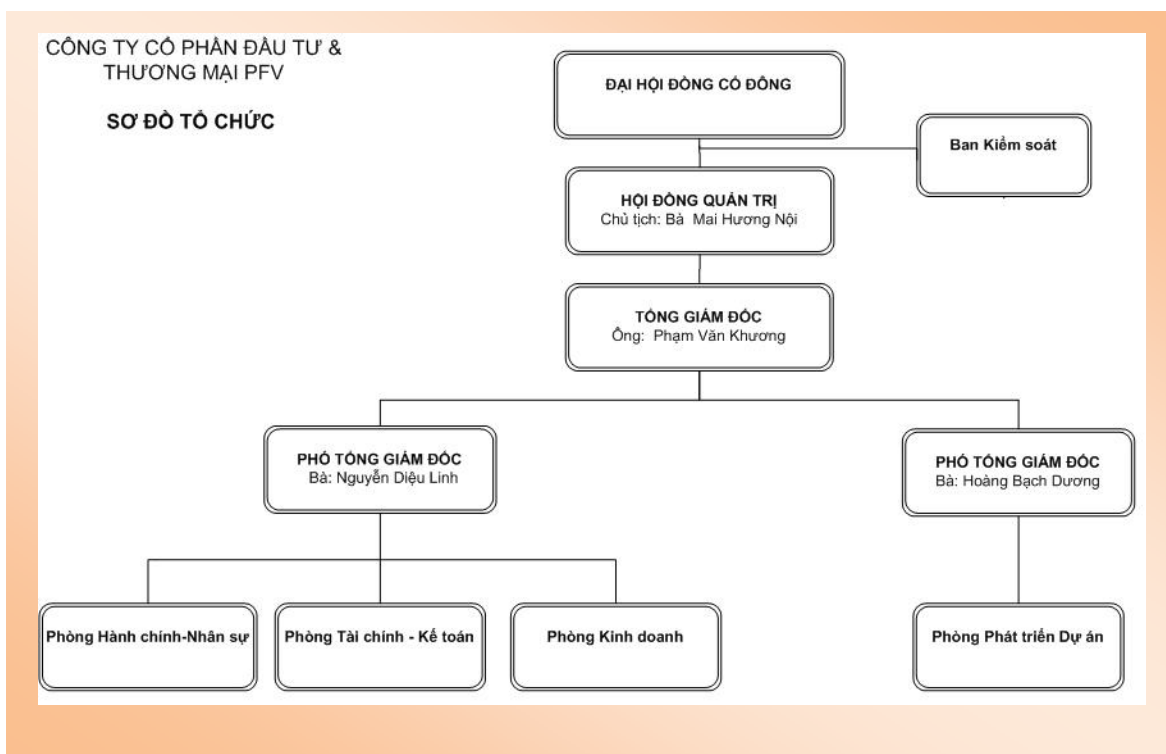 CÔNG TY CỔ PHẦN ĐẦU TƯ &
THƯƠNG MẠI PFV
SƠ ĐỒ TỔ CHỨC
ĐẠI HỘI ĐỒNG CỔ ĐÔNG
Ban Kiểm soát
HỘI ĐỒNG QUẢN TRỊ
Chủ tịch: Bà Mai Hương Nội
TỔNG GIÁM ĐỐC
Ông: Phạm Văn Khương
PHÓ TỔNG GIÁM ĐỐC
Bà: Nguyễn Diệu Linh
PHÓ TỔNG GIÁM ĐỐC
Bà: Hoàng Bạch Dương
Phòng Hành chính-Nhân sự
Phòng Tài chính - Kế toán
Phòng Kinh doanh
Phòng Phát triển Dự án